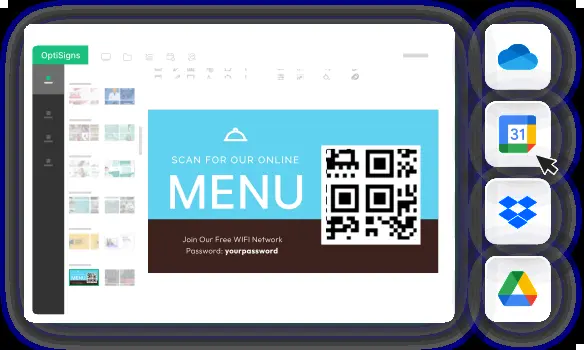 OptiSigns
SCAN FOR OUR ONLINE
MENU
Join Our Free WIFI Network
Password: yourpassword
31